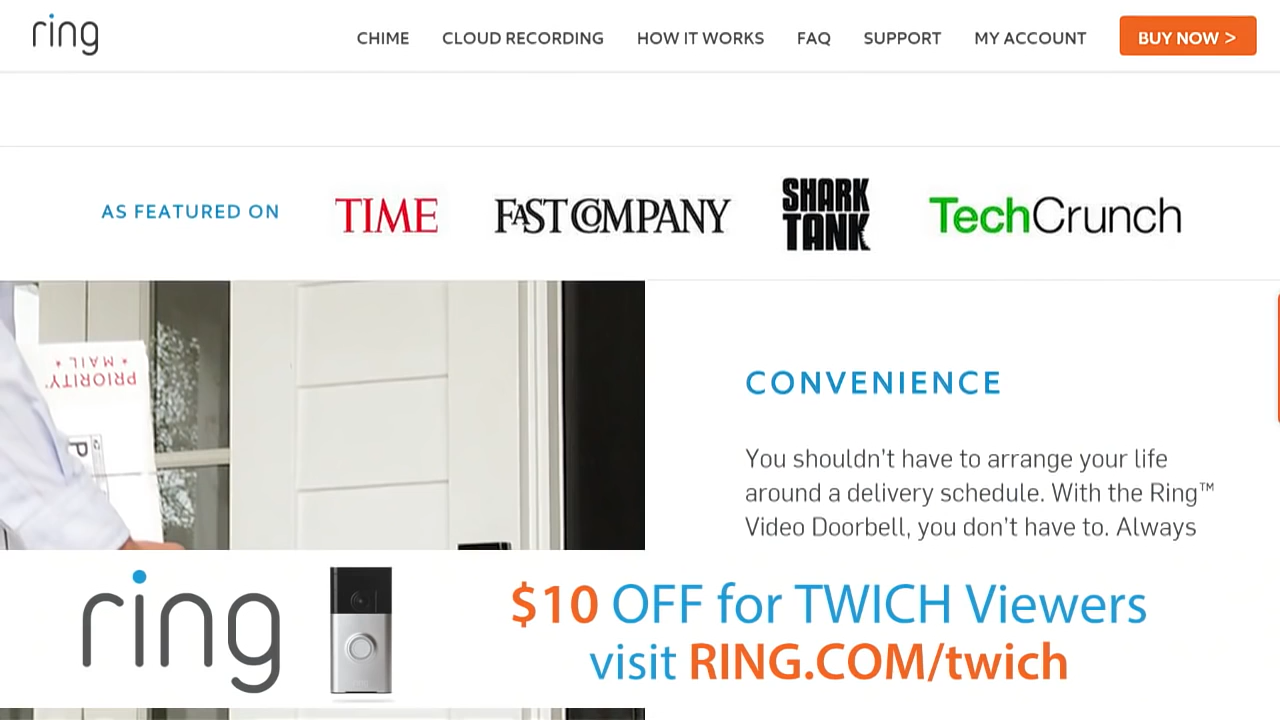 ring
CHIME CLOUD RECORDING HOW IT WORKS FAQ SUPPORT MY ACCOUNT BUY NOW >
AS FEATURED ON TIME FAST COMPANY SHARK TANK TechCrunch
PRIORITY
★ MAIL ★
P
CONVENIENCE
You shouldn't have to arrange your life
around a delivery schedule. With the Ring™
Video Doorbell, you don't have to. Always
ring
$10 OFF for TWICH Viewers
visit RING.COM/twich